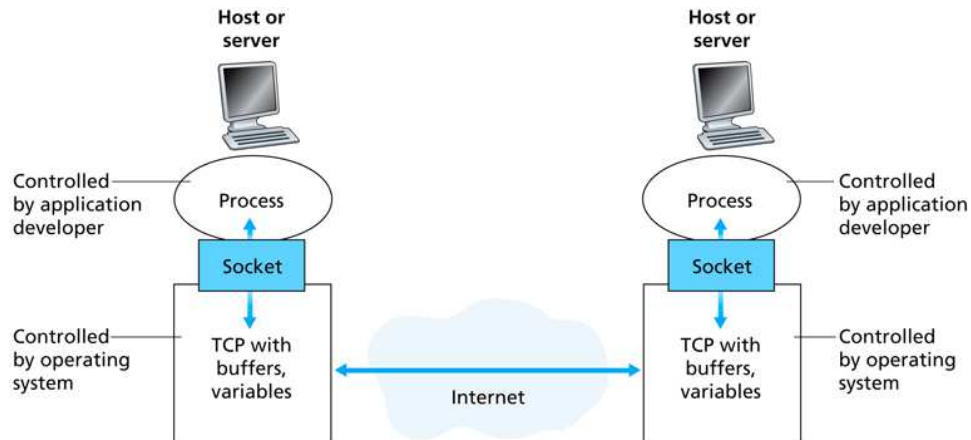 Host or
server
Host or
server
Controlled
by application
developer
Process
Process
Controlled
by application
developer
Socket
Socket
Controlled
by operating
system
TCP with
buffers,
variables
Internet
TCP with
buffers,
variables
Controlled
by operating
system